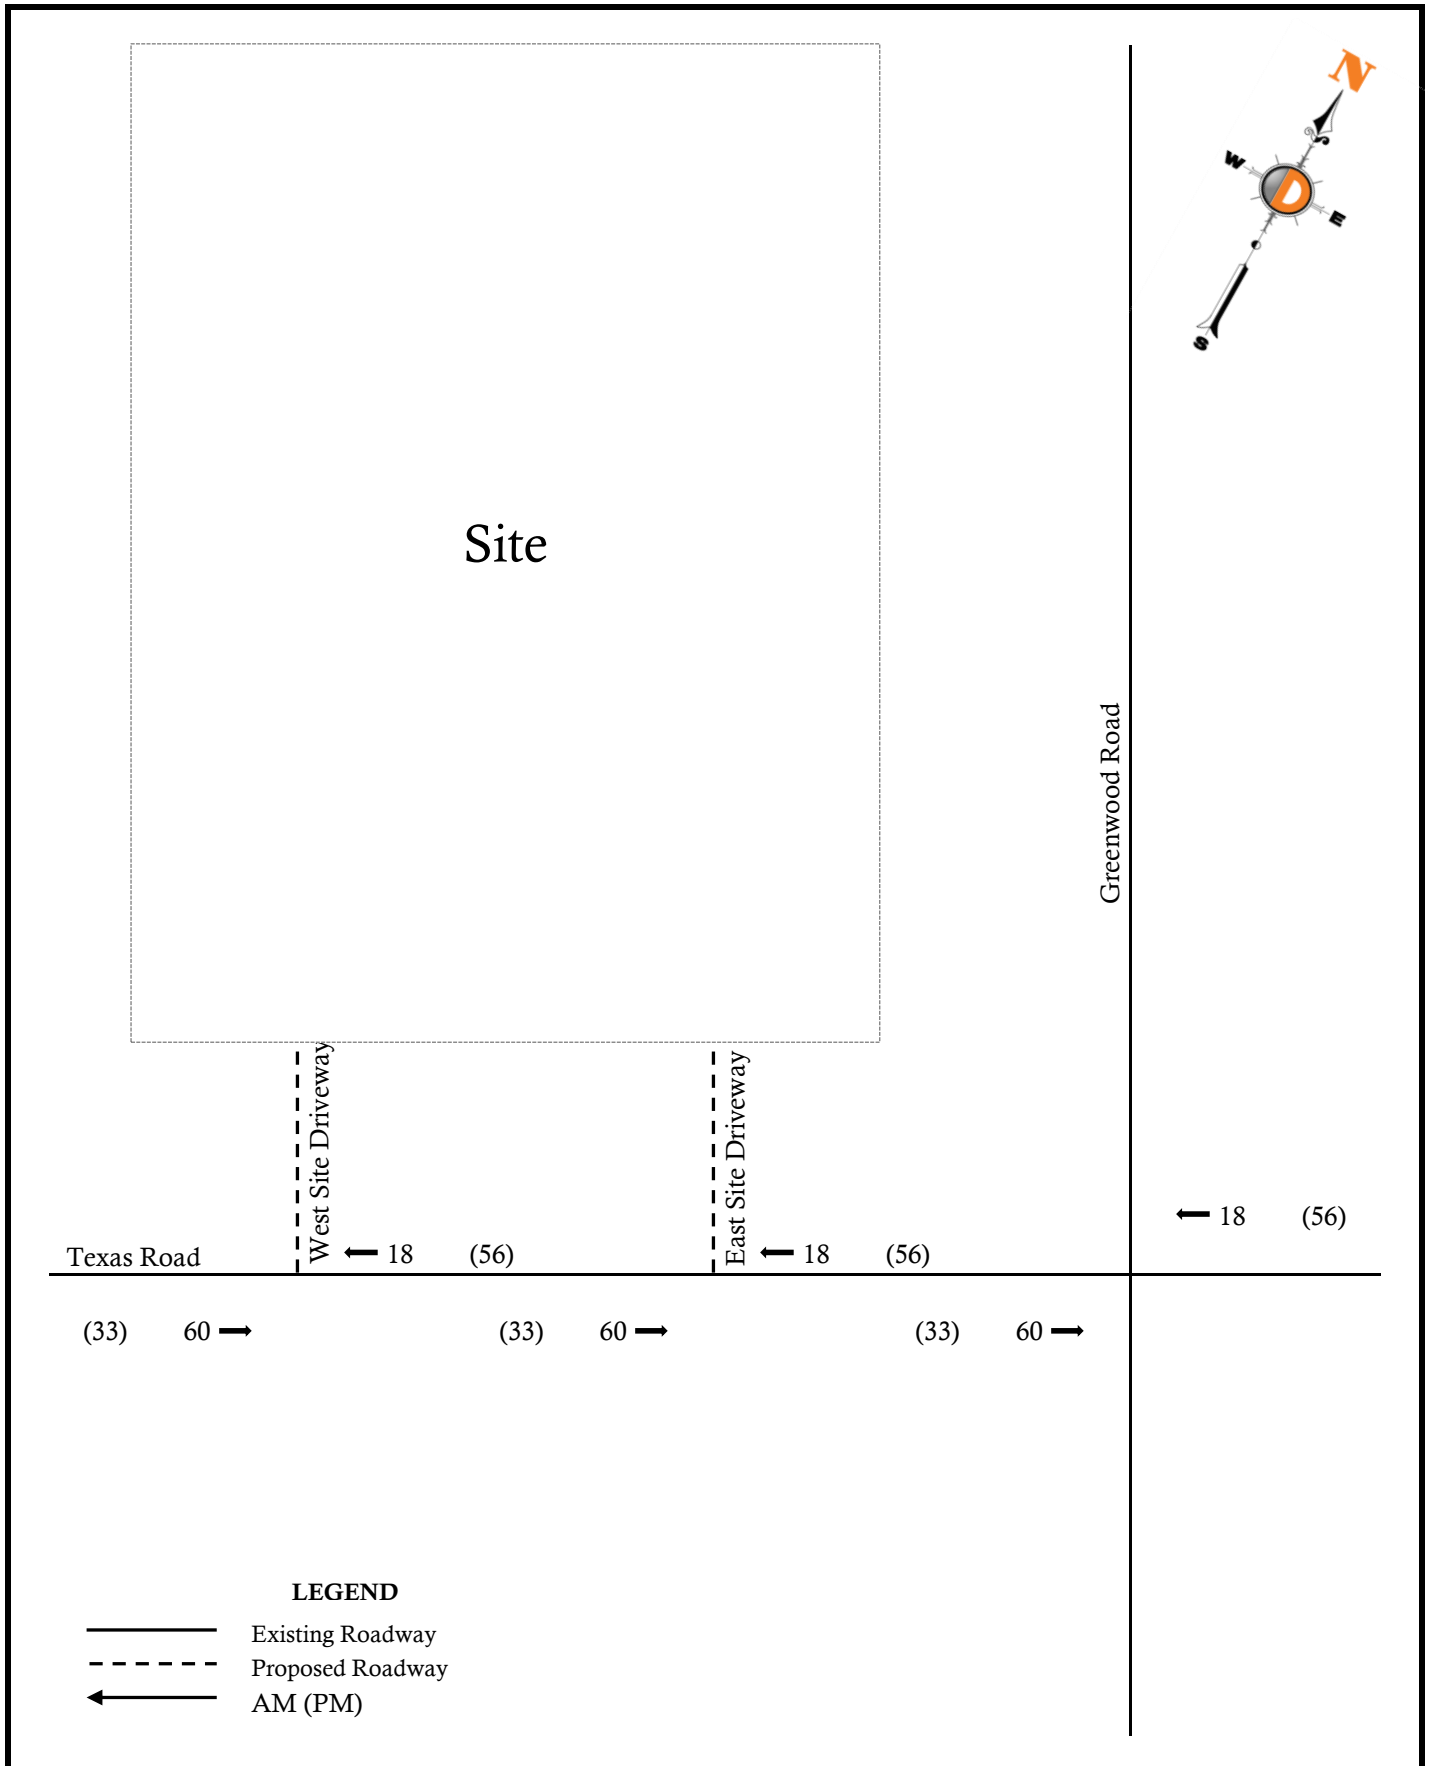 N
W
D
E
S
Site
Greenwood Road
West Site Driveway
East Site Driveway
18 (56)
Texas Road
18 (56)
18 (56)
(33) 60
(33) 60
(33) 60
LEGEND
Existing Roadway
Proposed Roadway
AM (PM)